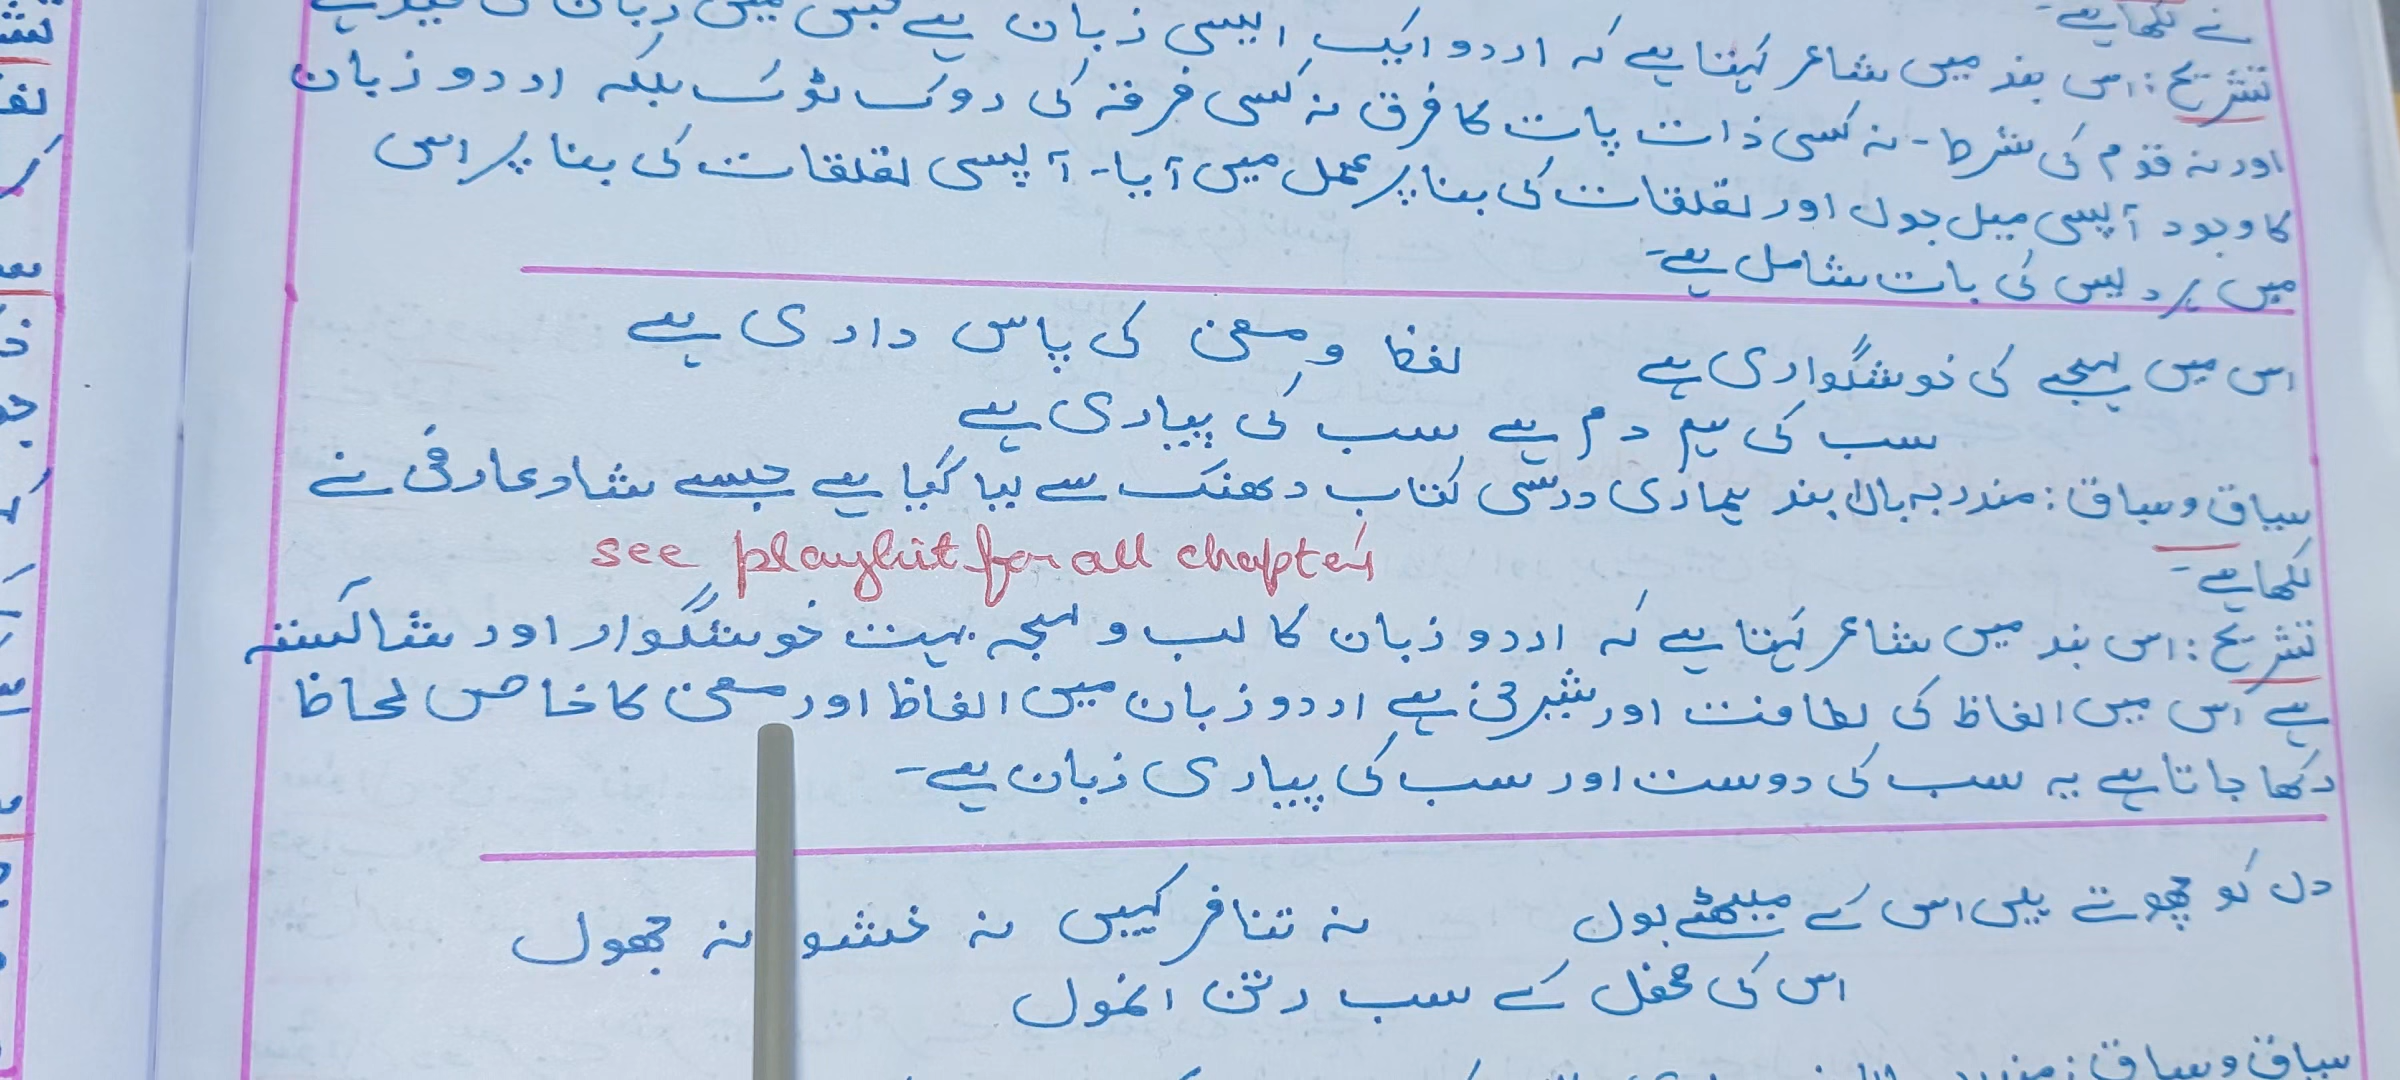 نے لکھا ہے۔
تشریح: اس بند میں شاعر کہتا ہے کہ اردو ایک ایسی زبان ہے جس میں زبان کی
اور نہ قوم کی شرط۔ نہ کسی ذات پات کا فرق نہ کسی فرقہ کی روک ٹوک بلکہ اردو زبان
کا وجود آپسی میل جول اور تعلقات کی بنا پر عمل میں آیا۔ آپسی تعلقات کی بنا پر اس
میں ہر دیس کی بات شامل ہے۔
اس میں لہجے کی خوشگواری ہے لفظ و معنی کی پاس داری ہے
سب کی ہم دم ہے سب کی پیاری ہے
سیاق و سباق: مندرجہ بالا بند ہماری درسی کتاب دھنک سے لیا گیا ہے جسے شاد عارفی نے
لکھا ہے۔
see playlist for all chapters
تشریح: اس بند میں شاعر کہتا ہے کہ اردو زبان کا لب و لہجہ بہت خوشگوار اور شائستہ
ہے اس میں الفاظ کی لطافت اور شیرنی ہے اردو زبان میں الفاظ اور معنی کا خاص لحاظ
رکھا جاتا ہے یہ سب کی دوست اور سب کی پیاری زبان ہے۔
دل کو چھوتے ہیں اس کے میٹھے بول نہ تنافر کہیں نہ خشو نہ جھول
اس کی محفل کے سب رتن انمول
سیاق و سباق: